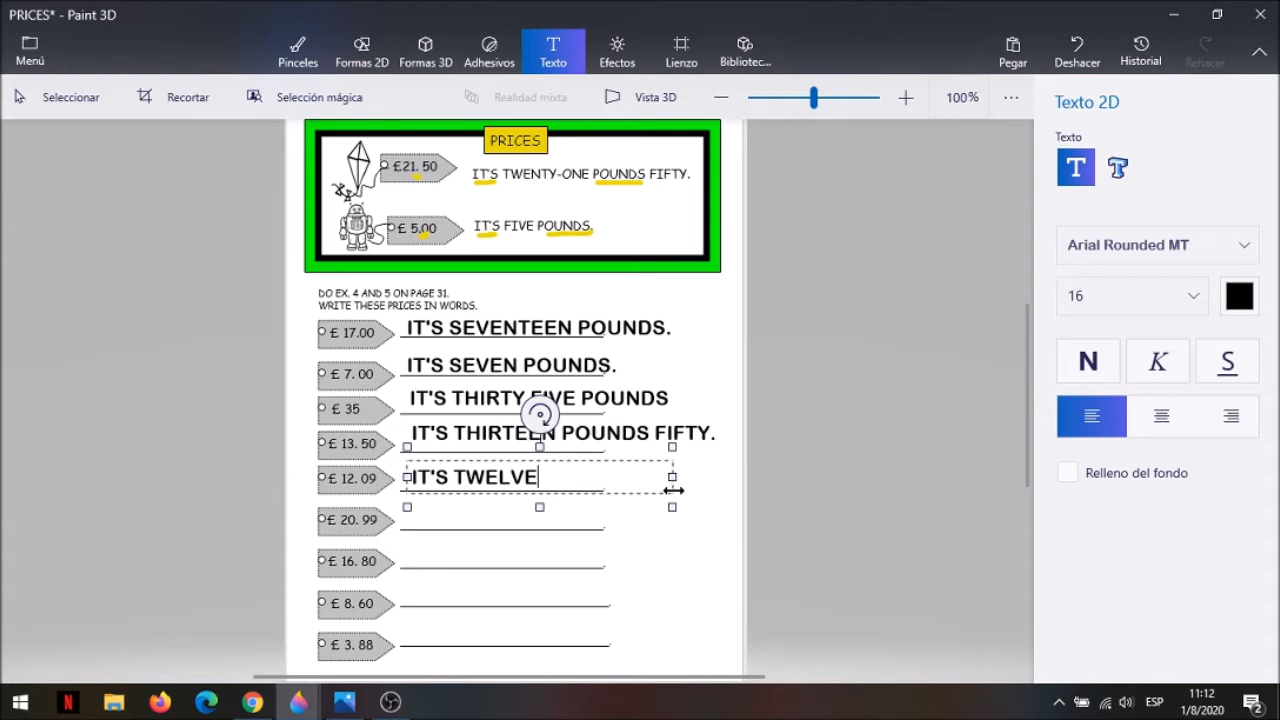 PRICES* - Paint 3D
Menú
Pinceles
Formas 2D
Formas 3D
Adhesivos
Texto
Efectos
Lienzo
Bibliotec...
Pegar
Deshacer
Historial
Rehacer
Seleccionar
Recortar
Selección mágica
Realidad mixta
Vista 3D
100%
Texto 2D
Texto
Arial Rounded MT
16
N K S
Relleno del fondo
PRICES
£21. 50 IT'S TWENTY-ONE POUNDS FIFTY.
£ 5.00 IT'S FIVE POUNDS.
DO EX. 4 AND 5 ON PAGE 31.
WRITE THESE PRICES IN WORDS.
£ 17.00 IT'S SEVENTEEN POUNDS.
£ 7. 00 IT'S SEVEN POUNDS.
£ 35 IT'S THIRTY FIVE POUNDS
£ 13. 50 IT'S THIRTEEN POUNDS FIFTY.
£ 12. 09 IT'S TWELVE
£ 20. 99
£ 16. 80
£ 8. 60
£ 3. 88
ESP
11:12
1/8/2020
2